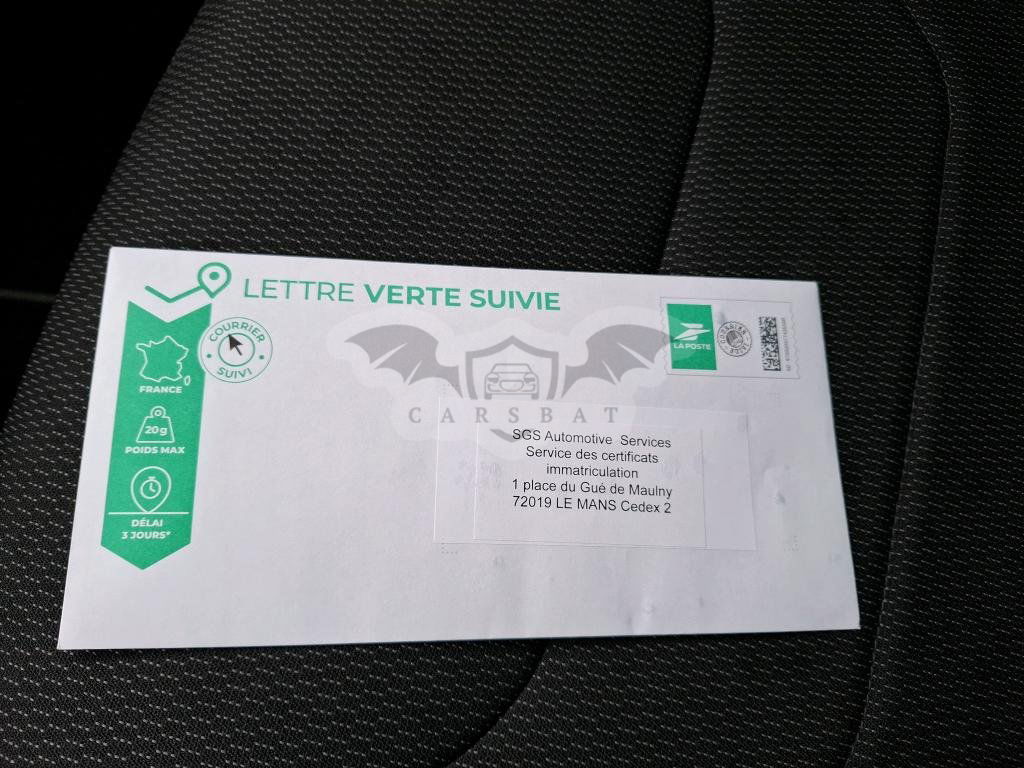 LETTRE VERTE SUIVIE
COURRIER
SUIVI
FRANCE
20g
POIDS MAX
DÉLAI
3 JOURS*
LA POSTE
CARSBAT
SGS Automotive Services
Service des certificats
immatriculation
1 place du Gué de Maulny
72019 LE MANS Cedex 2